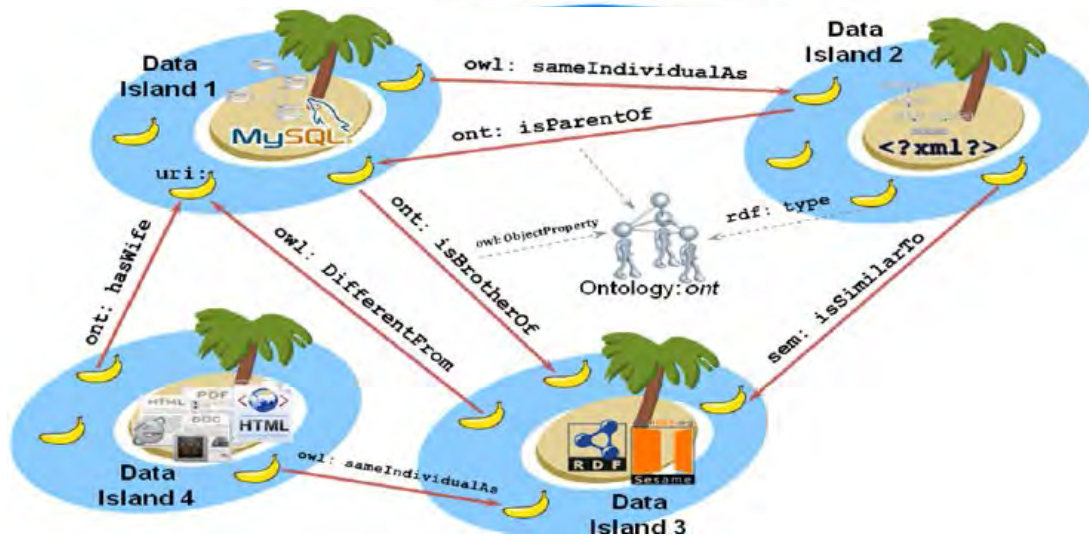 Data
Island 1
MySQL
uri:
owl: sameIndividualAs
ont: isParentOf
Data
Island 2
<?xml?>
rdf: type
owl:ObjectProperty
Ontology:ont
ont: hasWife
owl: DifferentFrom
ont: isBrotherOf
sem: isSimilarTo
HTML
PDF
DOC
HTML
Data
Island 4
owl: sameIndividualAs
RDF
Sesame
Data
Island 3